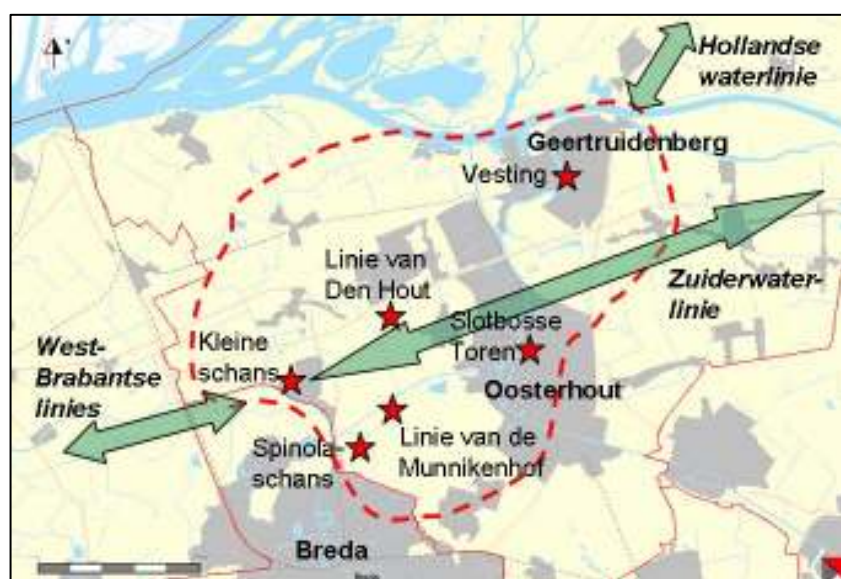 Hollandse
waterlinie
Geertruidenberg
Vesting
Linie van
Den Hout
Zuiderwater-
linie
Slotbosse
Toren
Kleine
schans
West-
Brabantse
linies
Oosterhout
Linie van de
Munnikenhof
Spinola-
schans
Breda